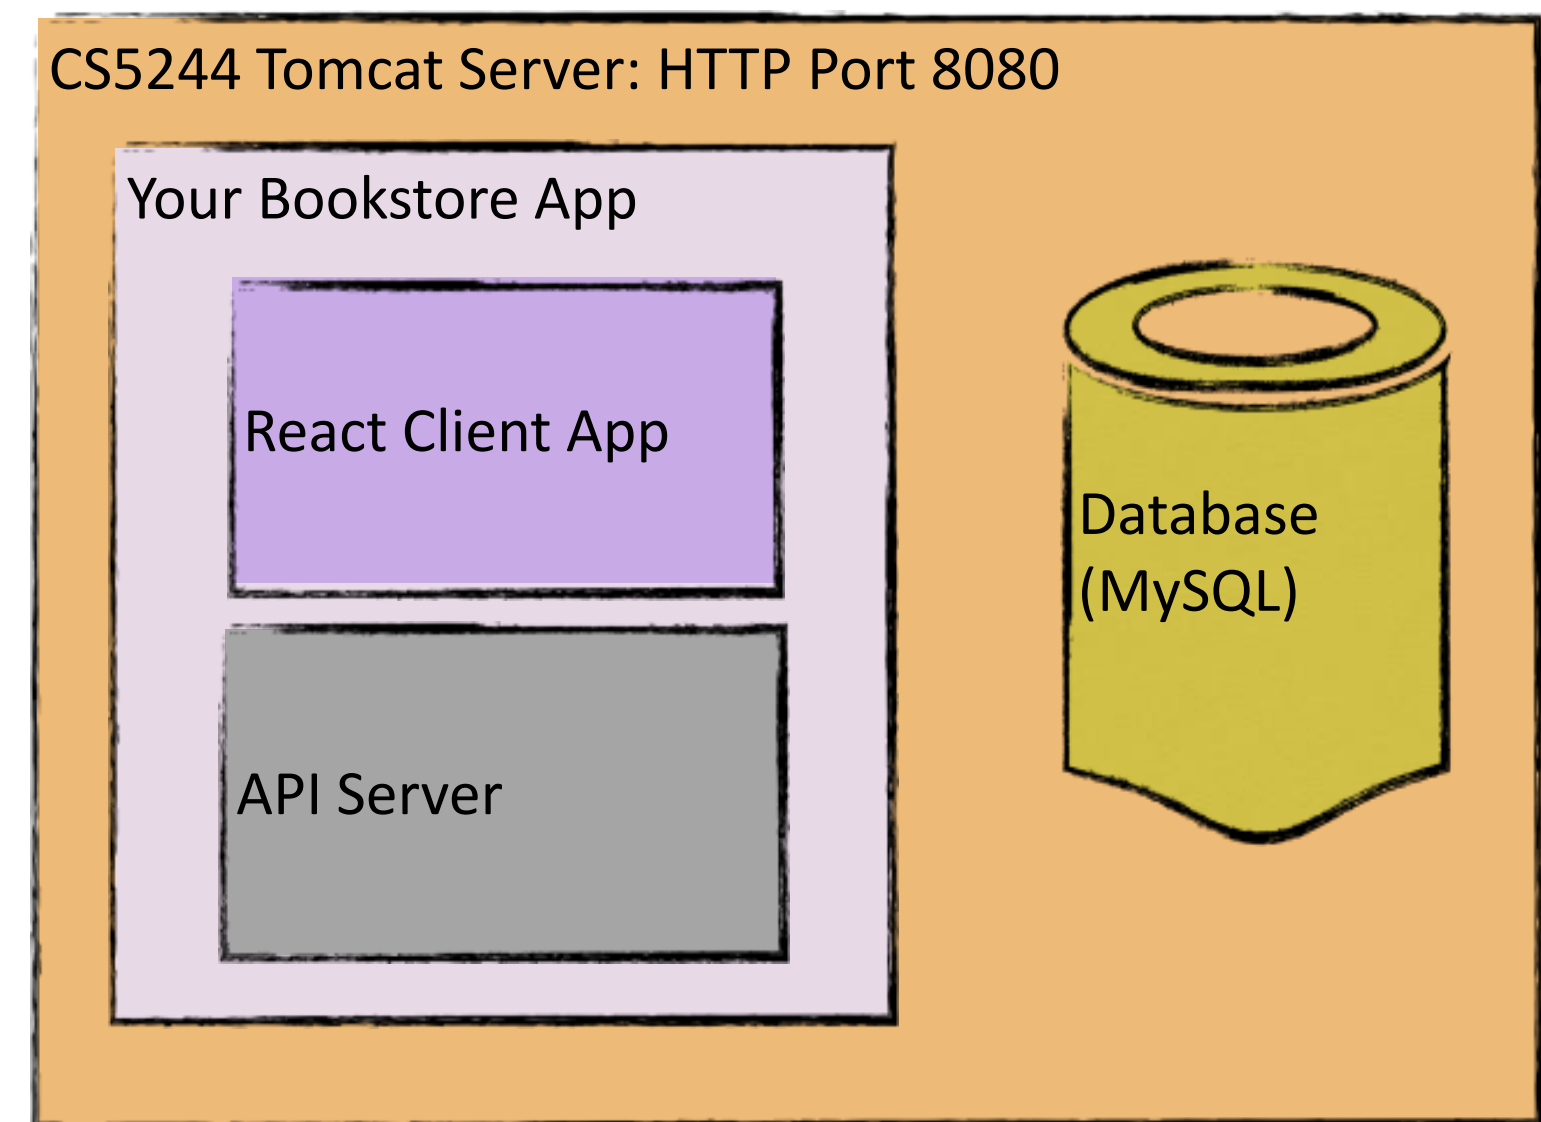 CS5244 Tomcat Server: HTTP Port 8080
Your Bookstore App
React Client App
API Server
Database
(MySQL)